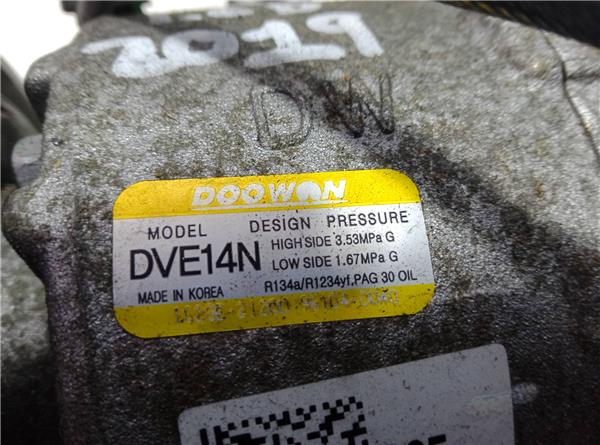 2019
DW
DOOWON
MODEL DESIGN PRESSURE
DVE14N HIGH SIDE 3.53MPa G
LOW SIDE 1.67MPa G
MADE IN KOREA R134a/R1234yf,PAG 30 OIL